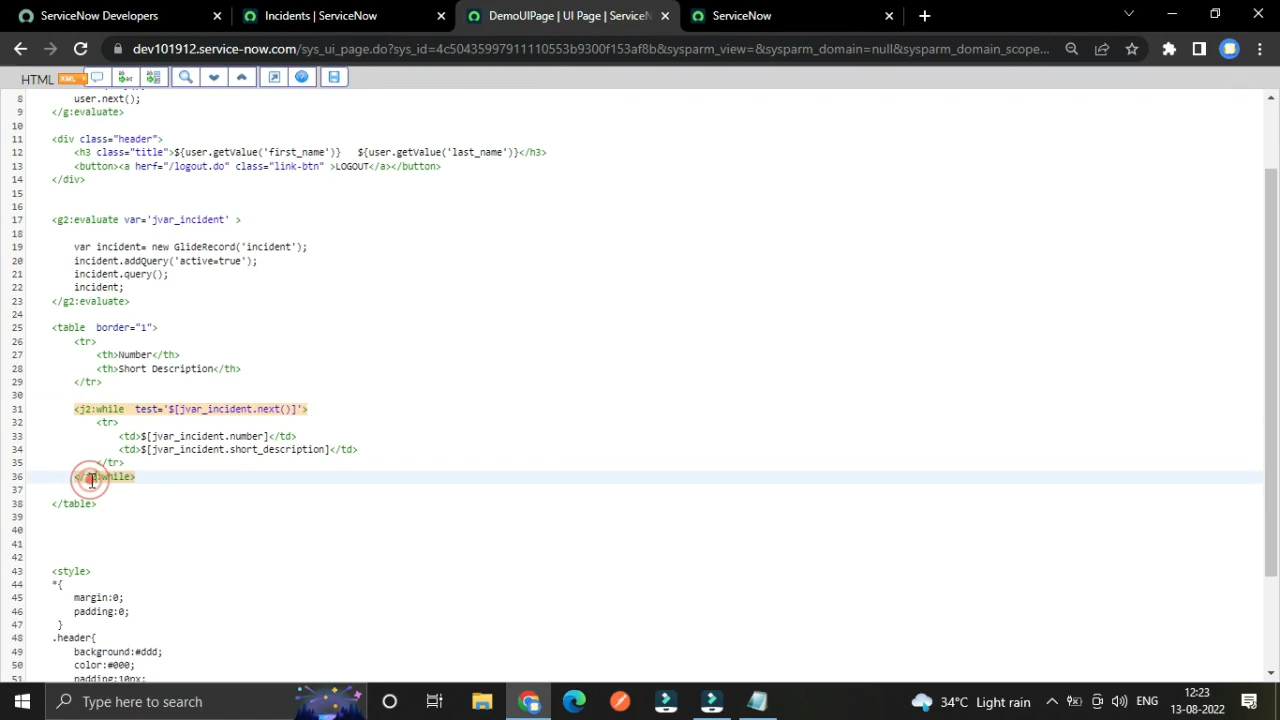 ServiceNow Developers
Incidents | ServiceNow
DemoUIPage | UI Page | ServiceN
ServiceNow
dev101912.service-now.com/sys_ui_page.do?sys_id=4c50435997911110553b9300f153af8b&sysparm_view=&sysparm_domain=null&sysparm_domain_scope...
HTML XML
8 user.next();
9 </g:evaluate>
10
11 <div class="header">
12 <h3 class="title">${user.getValue('first_name')} ${user.getValue('last_name')}</h3>
13 <button><a herf="/logout.do" class="link-btn" >LOGOUT</a></button>
14 </div>
15
16
17 <g2:evaluate var='jvar_incident' >
18
19 var incident= new GlideRecord('incident');
20 incident.addQuery('active=true');
21 incident.query();
22 incident;
23 </g2:evaluate>
24
25 <table border="1">
26 <tr>
27 <th>Number</th>
28 <th>Short Description</th>
29 </tr>
30
31 <j2:while test='$[jvar_incident.next()]'>
32 <tr>
33 <td>$[jvar_incident.number]</td>
34 <td>$[jvar_incident.short_description]</td>
35 </tr>
36 </j2:while>
37
38 </table>
39
40
41
42
43 <style>
44 *{
45 margin:0;
46 padding:0;
47 }
48 .header{
49 background:#ddd;
50 color:#000;
51 padding:10px;
Type here to search
34°C Light rain
ENG
12:23
13-08-2022